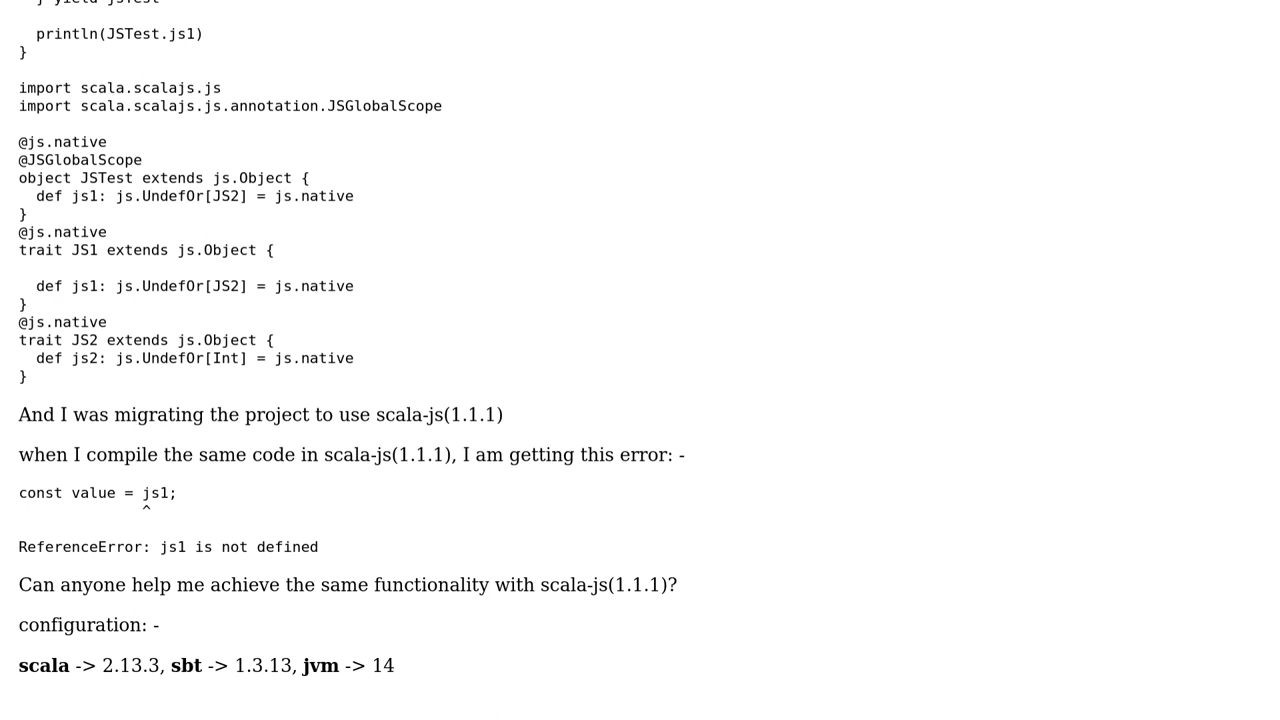 } yield jsTest
println(JSTest.js1)
}
import scala.scalajs.js
import scala.scalajs.js.annotation.JSGlobalScope
@js.native
@JSGlobalScope
object JSTest extends js.Object {
def js1: js.UndefOr[JS2] = js.native
}
@js.native
trait JS1 extends js.Object {
def js1: js.UndefOr[JS2] = js.native
}
@js.native
trait JS2 extends js.Object {
def js2: js.UndefOr[Int] = js.native
}
And I was migrating the project to use scala-js(1.1.1)
when I compile the same code in scala-js(1.1.1), I am getting this error: -
const value = js1;
^
ReferenceError: js1 is not defined
Can anyone help me achieve the same functionality with scala-js(1.1.1)?
configuration: -
scala -> 2.13.3, sbt -> 1.3.13, jvm -> 14